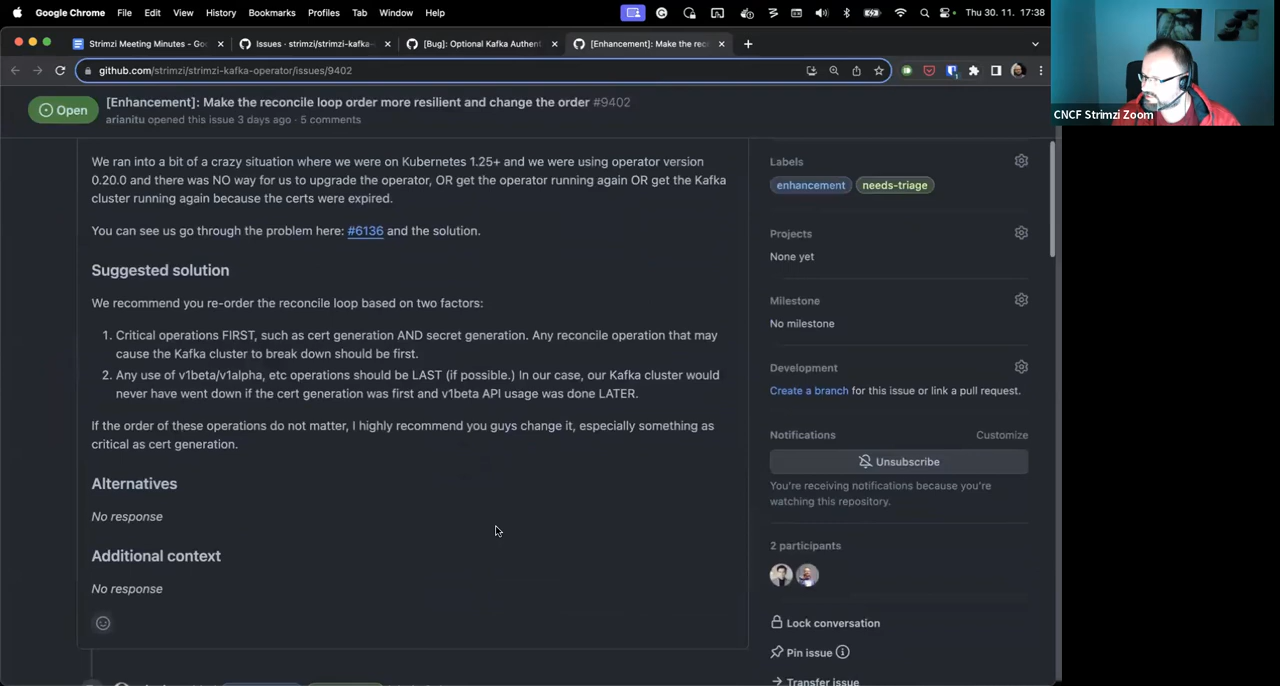 Google Chrome File Edit View History Bookmarks Profiles Tab Window Help Thu 30. 11. 17:38
Strimzi Meeting Minutes - Goo
Issues · strimzi/strimzi-kafka-
[Bug]: Optional Kafka Authent
[Enhancement]: Make the reco
github.com/strimzi/strimzi-kafka-operator/issues/9402
CNCF Strimzi Zoom
Open
[Enhancement]: Make the reconcile loop order more resilient and change the order #9402
arianitu opened this issue 3 days ago · 5 comments
We ran into a bit of a crazy situation where we were on Kubernetes 1.25+ and we were using operator version
0.20.0 and there was NO way for us to upgrade the operator, OR get the operator running again OR get the Kafka
cluster running again because the certs were expired.
You can see us go through the problem here: #6136 and the solution.
Suggested solution
We recommend you re-order the reconcile loop based on two factors:
1. Critical operations FIRST, such as cert generation AND secret generation. Any reconcile operation that may
cause the Kafka cluster to break down should be first.
2. Any use of v1beta/v1alpha, etc operations should be LAST (if possible.) In our case, our Kafka cluster would
never have went down if the cert generation was first and v1beta API usage was done LATER.
If the order of these operations do not matter, I highly recommend you guys change it, especially something as
critical as cert generation.
Alternatives
No response
Additional context
No response
Labels
enhancement needs-triage
Projects
None yet
Milestone
No milestone
Development
Create a branch for this issue or link a pull request.
Notifications Customize
Unsubscribe
You're receiving notifications because you're
watching this repository.
2 participants
Lock conversation
Pin issue
Transfer issue